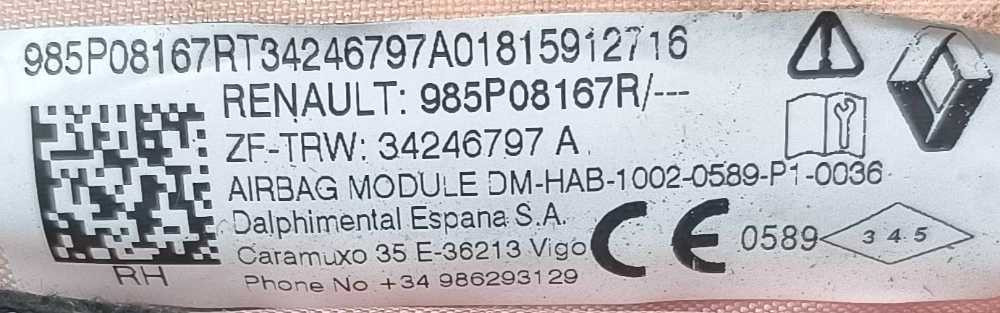 985P08167RT34246797A01815912716
RENAULT: 985P08167R/---
ZF-TRW: 34246797 A
AIRBAG MODULE DM-HAB-1002-0589-P1-0036
Dalphimental Espana S.A.
Caramuxo 35 E-36213 Vigo
Phone No +34 986293129
CE 0589 3 4 5
RH